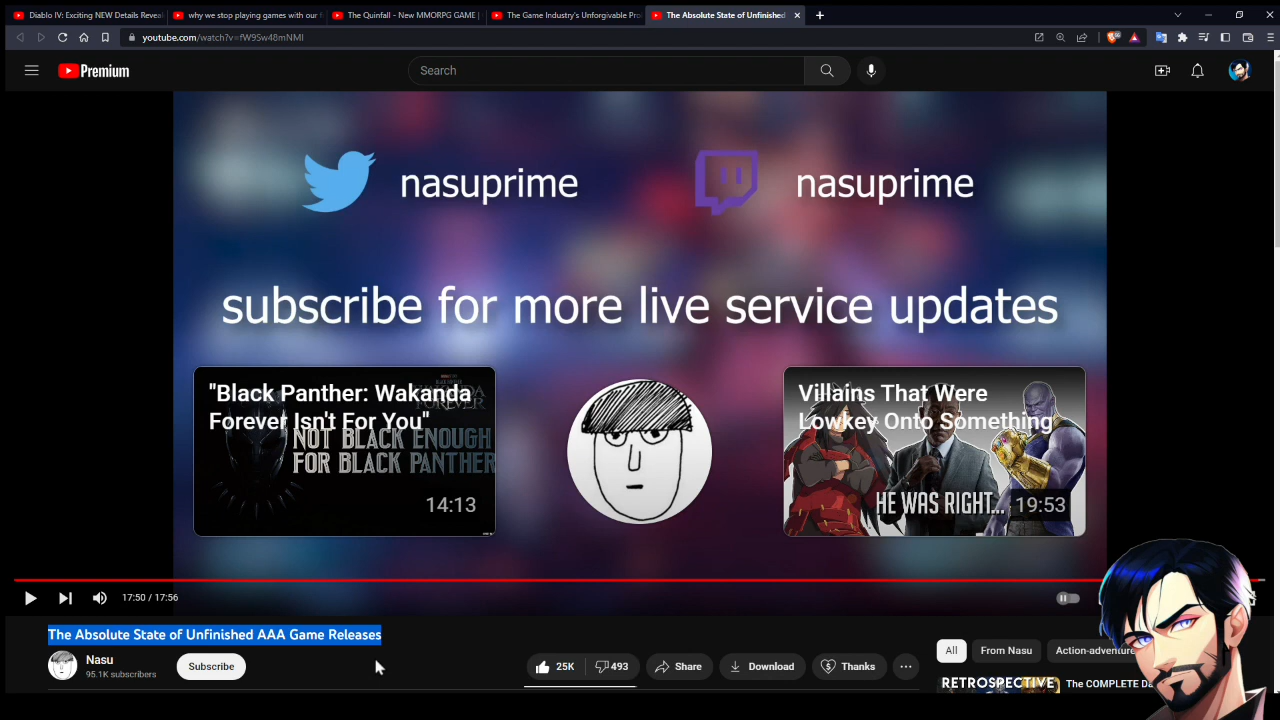 Diablo IV: Exciting NEW Details Reveal
why we stop playing games with our f
The Quinfall - New MMORPG GAME |
The Game Industry's Unforgivable Pro
The Absolute State of Unfinished
youtube.com/watch?v=fW9Sw48mNMI
Premium
Search
nasuprime
nasuprime
subscribe for more live service updates
"Black Panther: Wakanda
Forever Isn't For You"
NOT BLACK ENOUGH
FOR BLACK PANTHER
14:13
Villains That Were
Lowkey Onto Something
HE WAS RIGHT...
19:53
17:50 / 17:56
The Absolute State of Unfinished AAA Game Releases
Nasu
95.1K subscribers
Subscribe
25K
493
Share
Download
Thanks
All
From Nasu
Action-adventure
RETROSPECTIVE
The COMPLETE Da